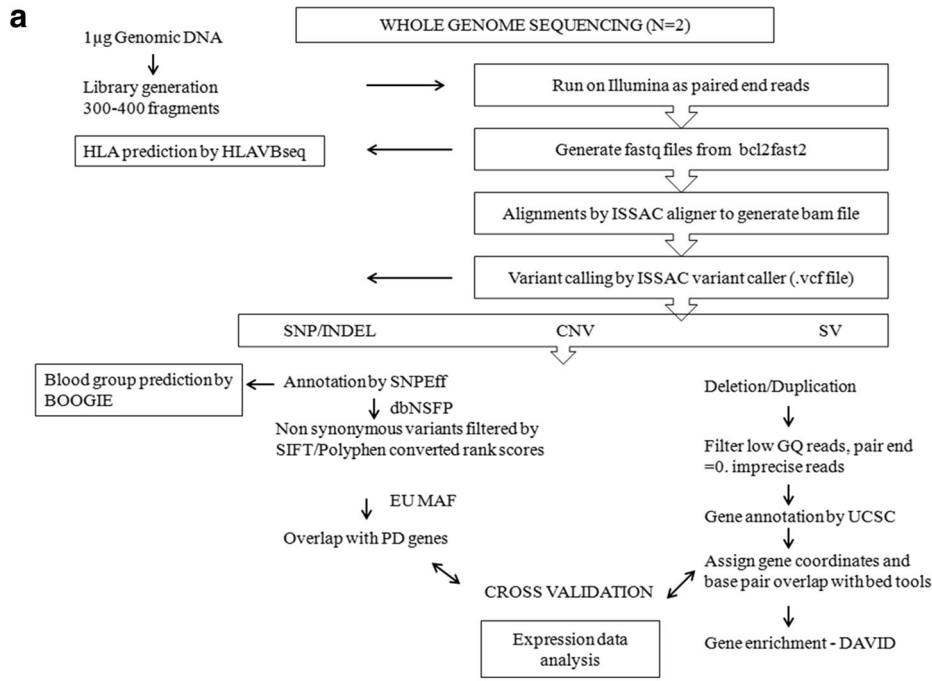 a
WHOLE GENOME SEQUENCING (N=2)
1µg Genomic DNA
Library generation
300-400 fragments
Run on Illumina as paired end reads
HLA prediction by HLAVBseq
Generate fastq files from bcl2fast2
Alignments by ISSAC aligner to generate bam file
Variant calling by ISSAC variant caller (.vcf file)
SNP/INDEL CNV SV
Blood group prediction by
BOOGIE
Annotation by SNPEff
dbNSFP
Non synonymous variants filtered by
SIFT/Polyphen converted rank scores
EU MAF
Overlap with PD genes
Deletion/Duplication
Filter low GQ reads, pair end
=0. imprecise reads
Gene annotation by UCSC
Assign gene coordinates and
base pair overlap with bed tools
Gene enrichment - DAVID
CROSS VALIDATION
Expression data
analysis